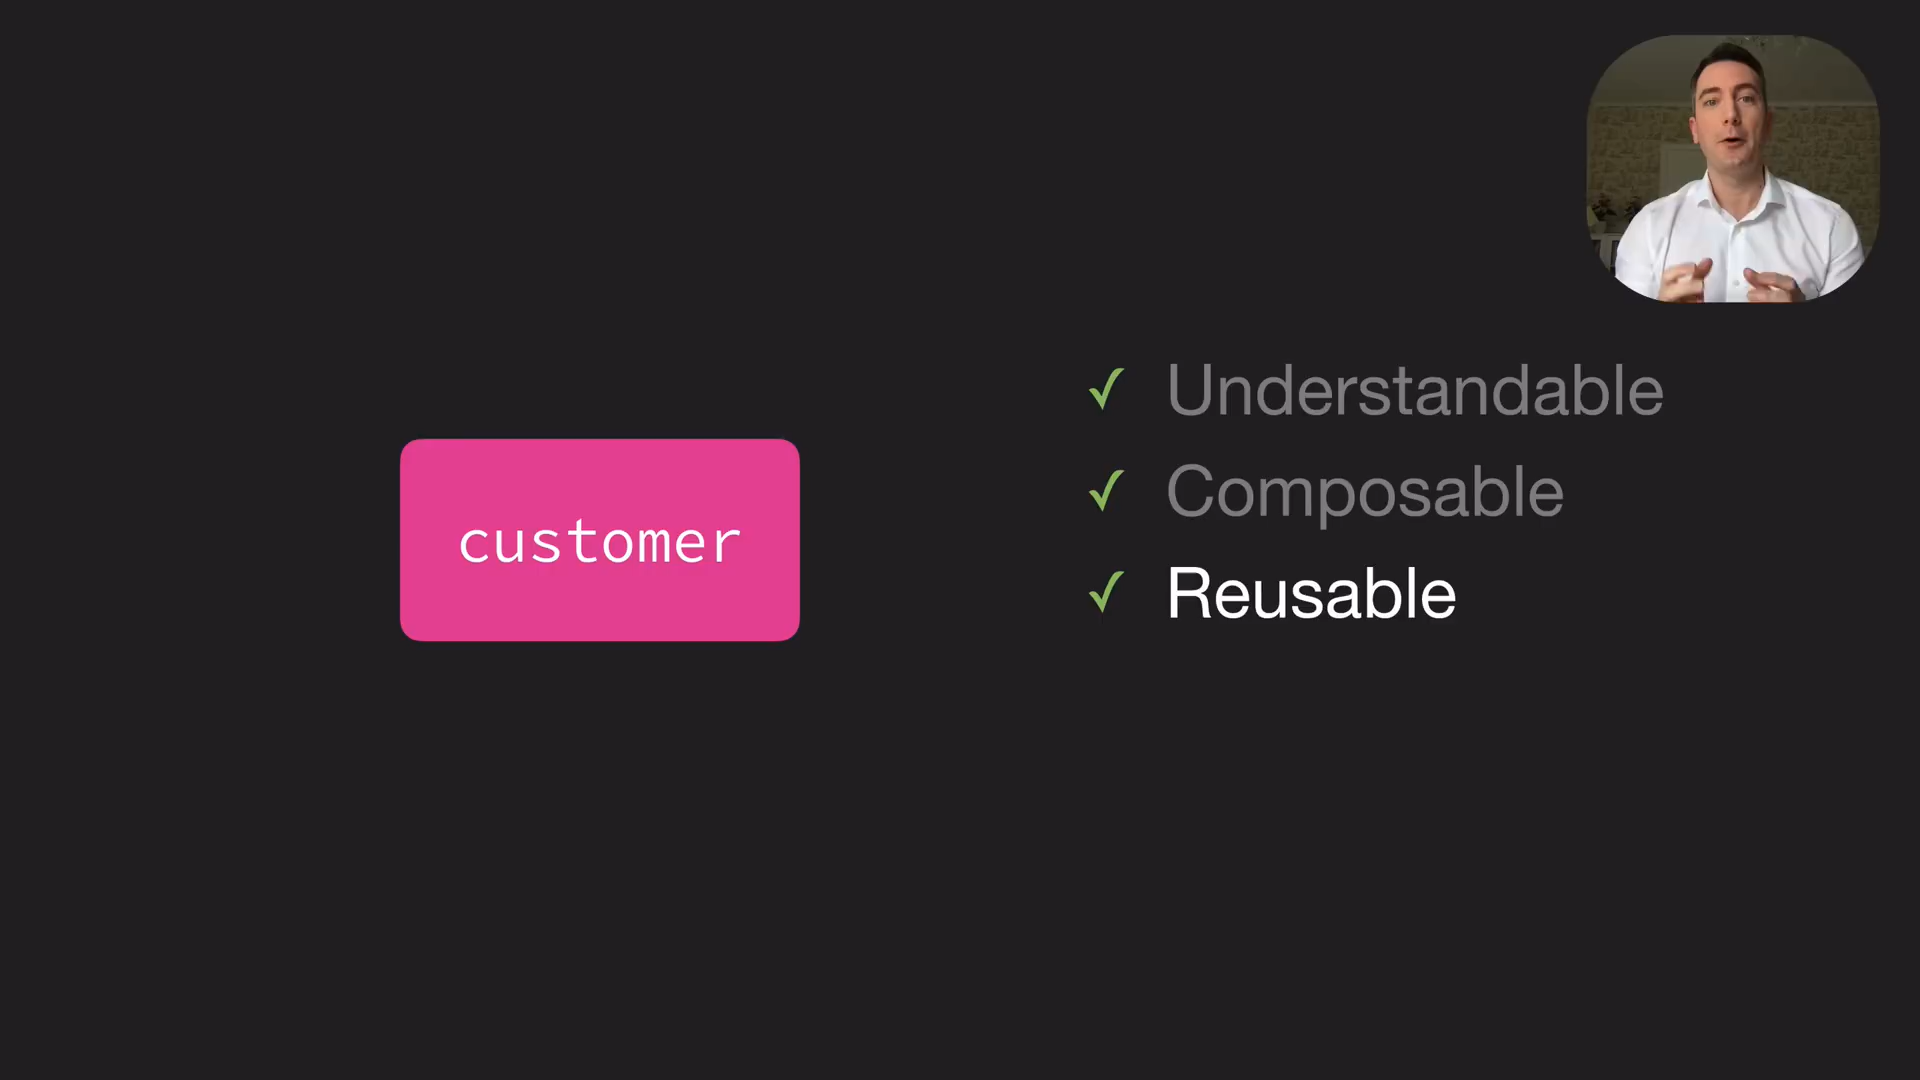 customer
✓ Understandable
✓ Composable
✓ Reusable